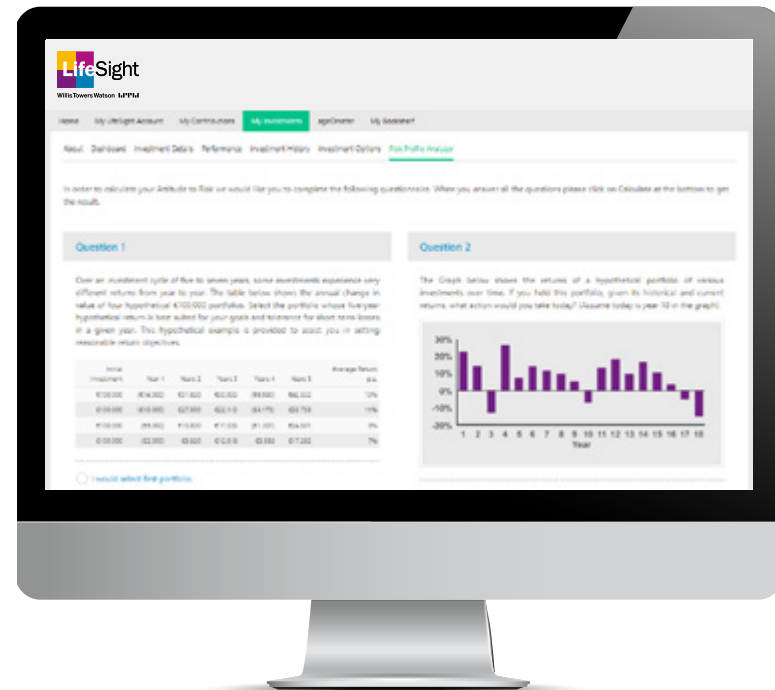 LifeSight
WillisTowersWatson
Home My LifeSight Account My Contributions My Investments ageOmeter My Bookshelf
About Dashboard Investment Details Performance Investment History Investment Options Risk Profile Analyser
In order to calculate your Attitude to Risk we would like you to complete the following questionnaire. When you answer all the questions please click on Calculate at the bottom to get
the result.
Question 1
Over an investment cycle of five to seven years, some investments experience very
different returns from year to year. The table below shows the annual change in
value of four hypothetical €100,000 portfolios. Select the portfolio whose five-year
hypothetical return is best suited for your goals and tolerance for short term losses
in a given year. This hypothetical example is provided to assist you in setting
reasonable return objectives.
Initial
Investment Year 1 Years 2 Years 3 Years 4 Years 5 Average Return
p.a.
€100,000
€100,000
€100,000
€100,000
I would select first portfolio.
Question 2
The Graph below shows the returns of a hypothetical portfolio of various
investments over time. If you held this portfolio, given its historical and current
returns, what action would you take today? (Assume today is year 18 in the graph).
30%
20%
10%
0%
-10%
-20%
1 2 3 4 5 6 7 8 9 10 11 12 13 14 15 16 17 18
Year